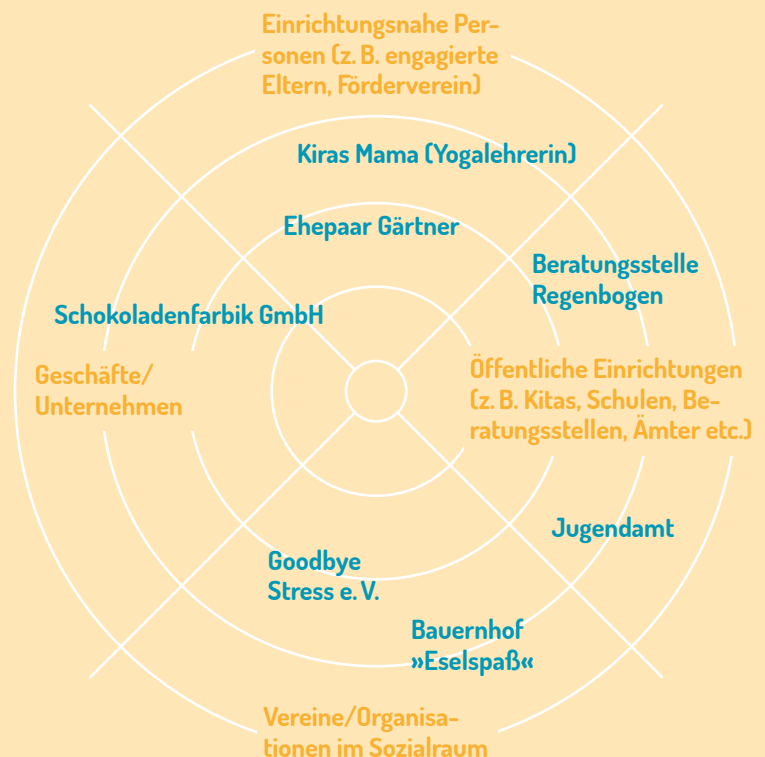 Einrichtungsnahe Per-
sonen (z. B. engagierte
Eltern, Förderverein)
Kiras Mama (Yogalehrerin)
Ehepaar Gärtner
Beratungsstelle
Regenbogen
Schokoladenfarbik GmbH
Geschäfte/
Unternehmen
Öffentliche Einrichtungen
(z. B. Kitas, Schulen, Be-
ratungsstellen, Ämter etc.)
Jugendamt
Goodbye
Stress e. V.
Bauernhof
»Eselspaß«
Vereine/Organisa-
tionen im Sozialraum